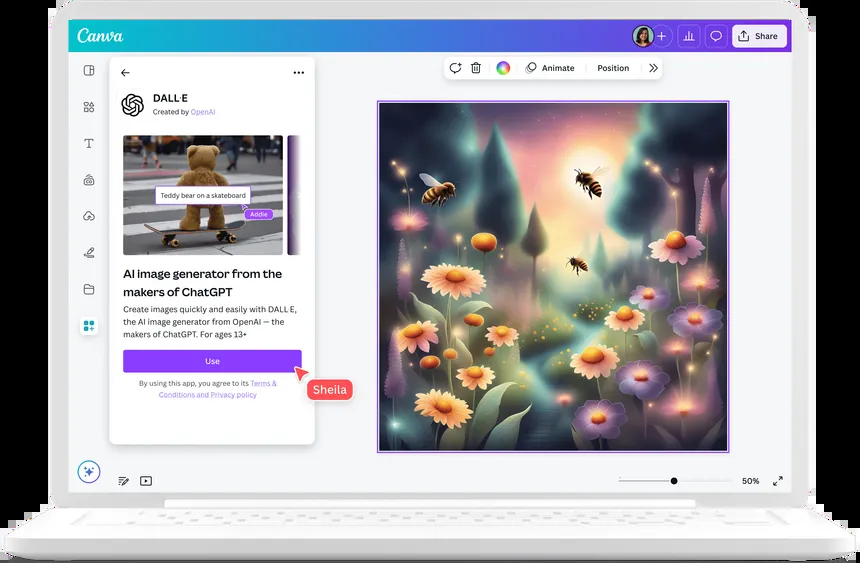 Canva
Share
Animate
Position
DALL·E
Created by OpenAI
Teddy bear on a skateboard
Addie
AI image generator from the
makers of ChatGPT
Create images quickly and easily with DALL·E,
the AI image generator from OpenAI — the
makers of ChatGPT. For ages 13+
Use
Sheila
By using this app, you agree to its Terms &
Conditions and Privacy policy
50%